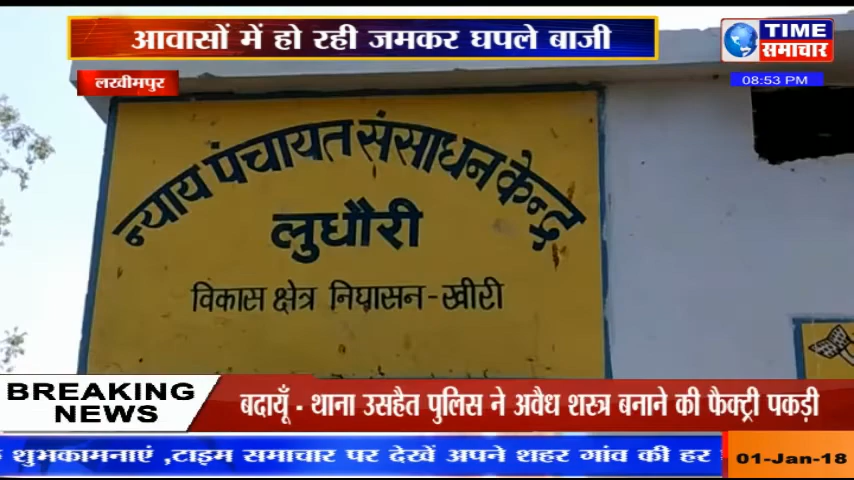 आवासों में हो रही जमकर घपले बाजी
TIME
समाचार
लखीमपुर
08:53 PM
न्याय पंचायत संसाधन केन्द्र
लुधौरी
विकास क्षेत्र निघासन-खीरी
BREAKING
NEWS
बदायूँ - थाना उसहैत पुलिस ने अवैध शस्त्र बनाने की फैक्ट्री पकड़ी
शुभकामनाएं ,टाइम समाचार पर देखें अपने शहर गांव की हर
01-Jan-18